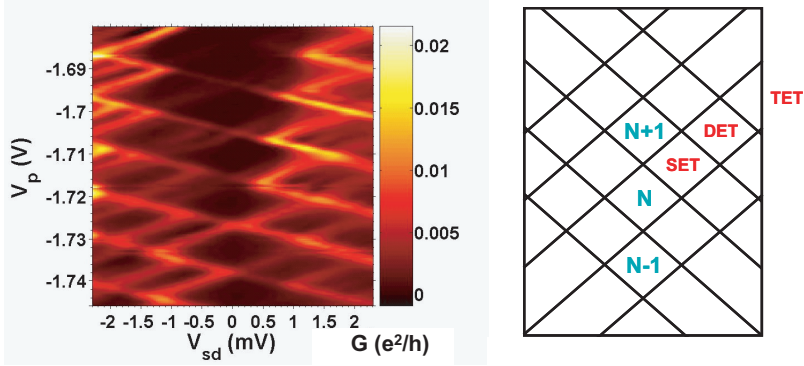 -1.69
-1.7
-1.71
-1.72
-1.73
-1.74
V_p (V)
-2 -1.5 -1 -0.5 0 0.5 1 1.5 2
V_sd (mV)
0.02
0.015
0.01
0.005
0
G (e²/h)
TET
N+1 DET
SET
N
N-1